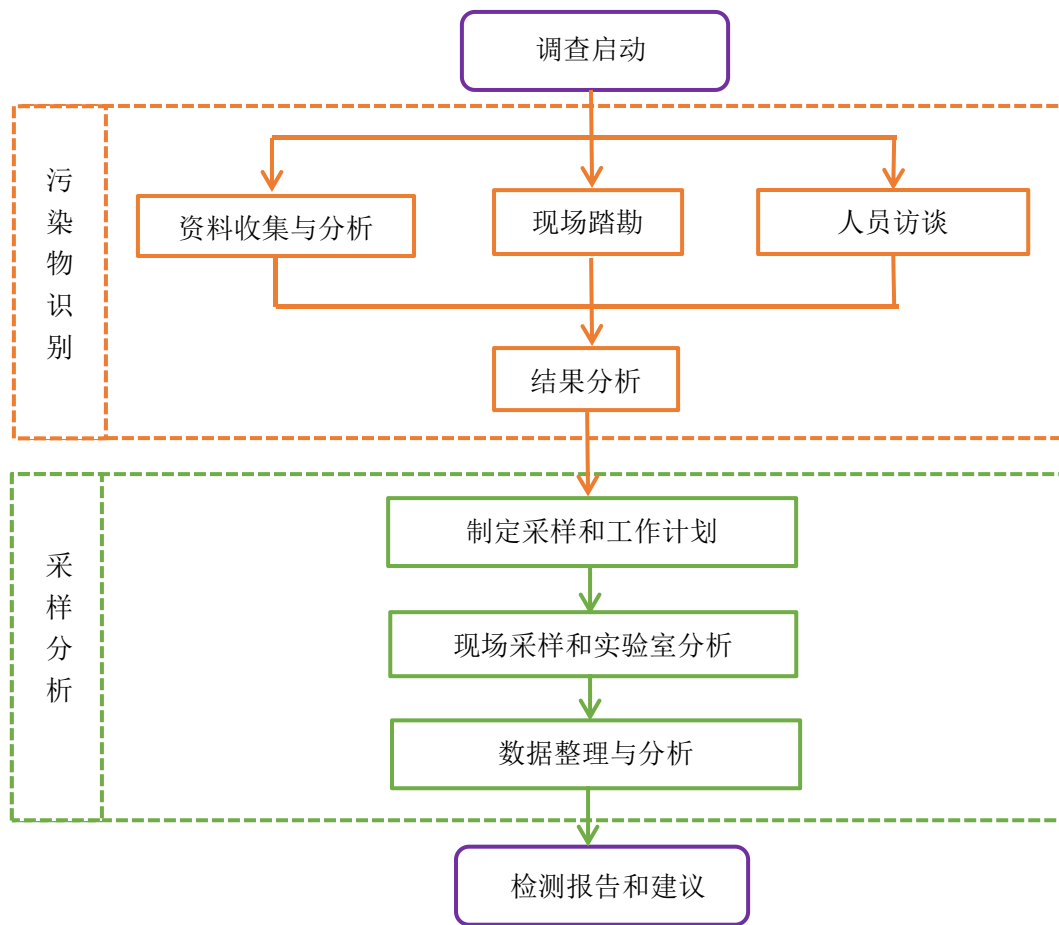 调查启动
污染物识别
资料收集与分析
现场踏勘
人员访谈
结果分析
采样分析
制定采样和工作计划
现场采样和实验室分析
数据整理与分析
检测报告和建议